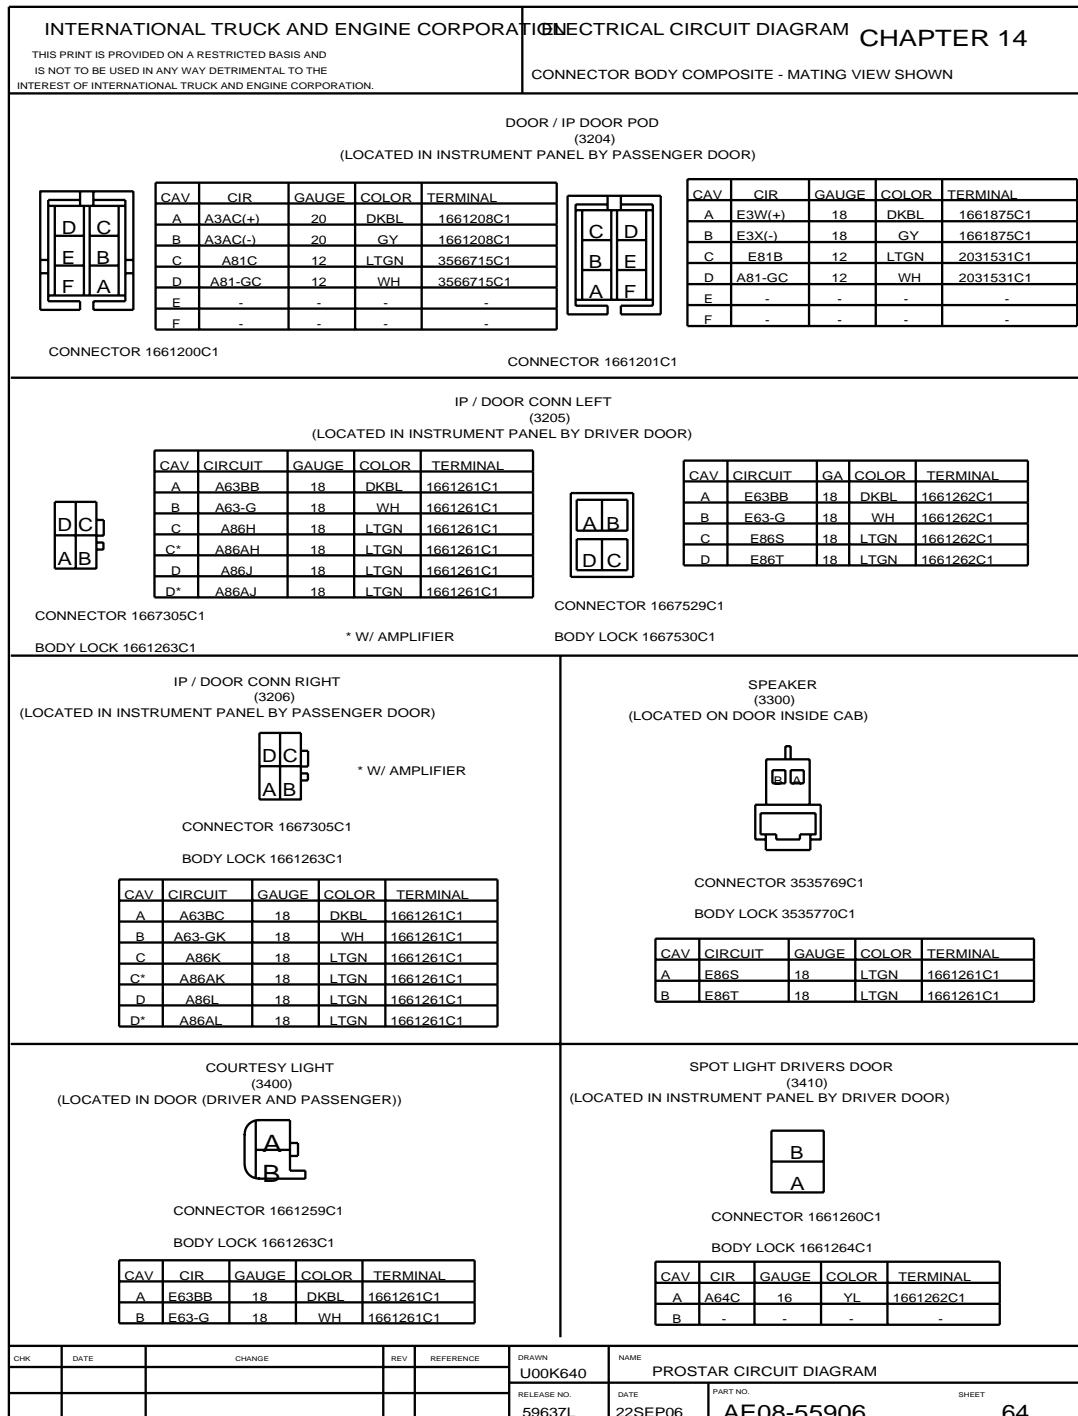 INTERNATIONAL TRUCK AND ENGINE CORPORATION
THIS PRINT IS PROVIDED ON A RESTRICTED BASIS AND
IS NOT TO BE USED IN ANY WAY DETRIMENTAL TO THE
INTEREST OF INTERNATIONAL TRUCK AND ENGINE CORPORATION.
ELECTRICAL CIRCUIT DIAGRAM CHAPTER 14
CONNECTOR BODY COMPOSITE - MATING VIEW SHOWN
DOOR / IP DOOR POD
(3204)
(LOCATED IN INSTRUMENT PANEL BY PASSENGER DOOR)
D C
E B
F A
CAV CIR GAUGE COLOR TERMINAL
A A3AC(+) 20 DKBL 1661208C1
B A3AC(-) 20 GY 1661208C1
C A81C 12 LTGN 3566715C1
D A81-GC 12 WH 3566715C1
E - - - -
F - - - -
CONNECTOR 1661200C1
C D
B E
A F
CAV CIR GAUGE COLOR TERMINAL
A E3W(+) 18 DKBL 1661875C1
B E3X(-) 18 GY 1661875C1
C E81B 12 LTGN 2031531C1
D A81-GC 12 WH 2031531C1
E - - - -
F - - - -
CONNECTOR 1661201C1
IP / DOOR CONN LEFT
(3205)
(LOCATED IN INSTRUMENT PANEL BY DRIVER DOOR)
D C
A B
CAV CIRCUIT GAUGE COLOR TERMINAL
A A63BB 18 DKBL 1661261C1
B A63-G 18 WH 1661261C1
C A86H 18 LTGN 1661261C1
C* A86AH 18 LTGN 1661261C1
D A86J 18 LTGN 1661261C1
D* A86AJ 18 LTGN 1661261C1
CONNECTOR 1667305C1
BODY LOCK 1661263C1
* W/ AMPLIFIER
A B
D C
CAV CIRCUIT GA COLOR TERMINAL
A E63BB 18 DKBL 1661262C1
B E63-G 18 WH 1661262C1
C E86S 18 LTGN 1661262C1
D E86T 18 LTGN 1661262C1
CONNECTOR 1667529C1
BODY LOCK 1667530C1
IP / DOOR CONN RIGHT
(3206)
(LOCATED IN INSTRUMENT PANEL BY PASSENGER DOOR)
D C
A B
* W/ AMPLIFIER
CONNECTOR 1667305C1
BODY LOCK 1661263C1
CAV CIRCUIT GAUGE COLOR TERMINAL
A A63BC 18 DKBL 1661261C1
B A63-GK 18 WH 1661261C1
C A86K 18 LTGN 1661261C1
C* A86AK 18 LTGN 1661261C1
D A86L 18 LTGN 1661261C1
D* A86AL 18 LTGN 1661261C1
SPEAKER
(3300)
(LOCATED ON DOOR INSIDE CAB)
B A
CONNECTOR 3535769C1
BODY LOCK 3535770C1
CAV CIRCUIT GAUGE COLOR TERMINAL
A E86S 18 LTGN 1661261C1
B E86T 18 LTGN 1661261C1
COURTESY LIGHT
(3400)
(LOCATED IN DOOR (DRIVER AND PASSENGER))
A
B
CONNECTOR 1661259C1
BODY LOCK 1661263C1
CAV CIR GAUGE COLOR TERMINAL
A E63BB 18 DKBL 1661261C1
B E63-G 18 WH 1661261C1
SPOT LIGHT DRIVERS DOOR
(3410)
(LOCATED IN INSTRUMENT PANEL BY DRIVER DOOR)
B
A
CONNECTOR 1661260C1
BODY LOCK 1661264C1
CAV CIR GAUGE COLOR TERMINAL
A A64C 16 YL 1661262C1
B - - - -
CHK DATE CHANGE REV REFERENCE
DRAWN
U00K640
NAME
PROSTAR CIRCUIT DIAGRAM
RELEASE NO.
59637L
DATE
22SEP06
PART NO.
AE08-55906
SHEET
64